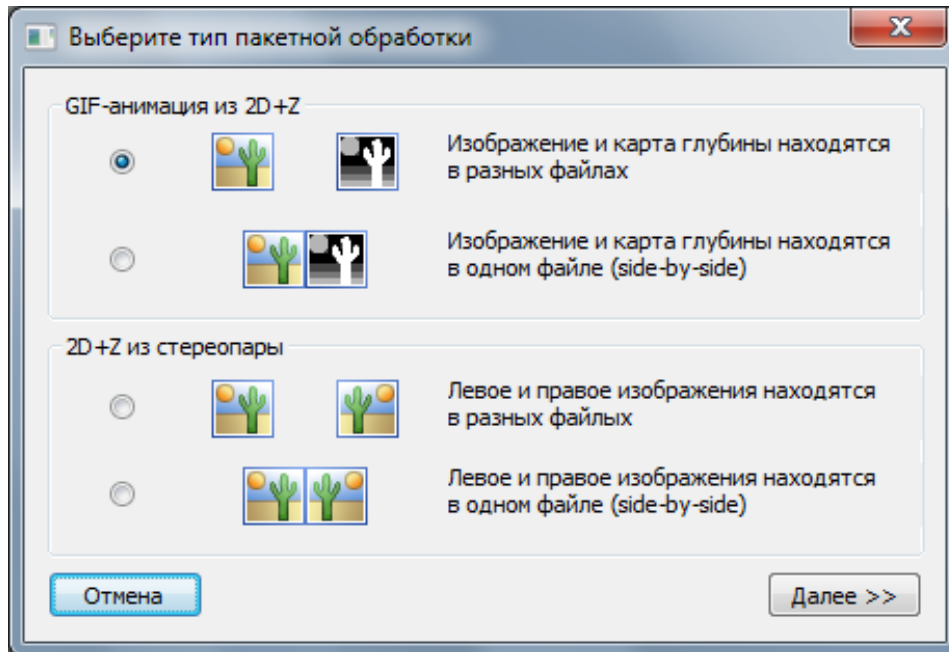 Выберите тип пакетной обработки
GIF-анимация из 2D+Z
Изображение и карта глубины находятся
в разных файлах
Изображение и карта глубины находятся
в одном файле (side-by-side)
2D+Z из стереопары
Левое и правое изображения находятся
в разных файлых
Левое и правое изображения находятся
в одном файле (side-by-side)
Отмена
Далее >>